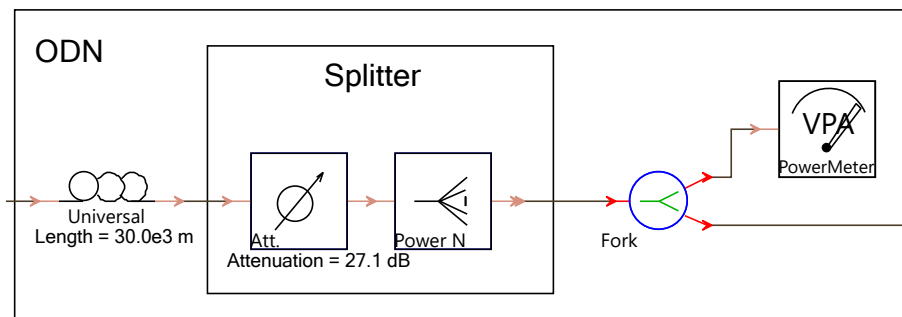 ODN
Splitter
VPA
PowerMeter
Universal
Length = 30.0e3 m
Att.
Attenuation = 27.1 dB
Power N
Fork